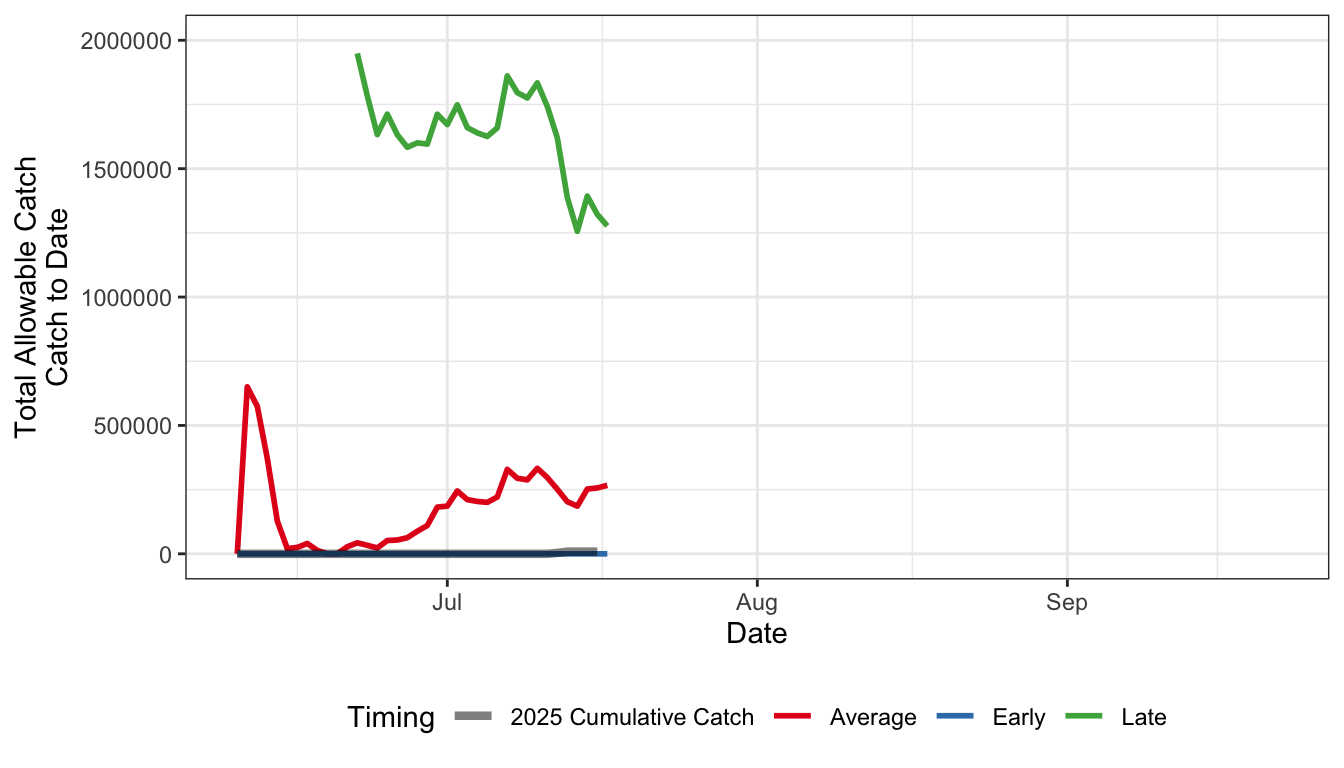 2000000
1500000
1000000
500000
0
Total Allowable Catch
Catch to Date
Jul Aug Sep
Date
Timing 2025 Cumulative Catch Average Early Late